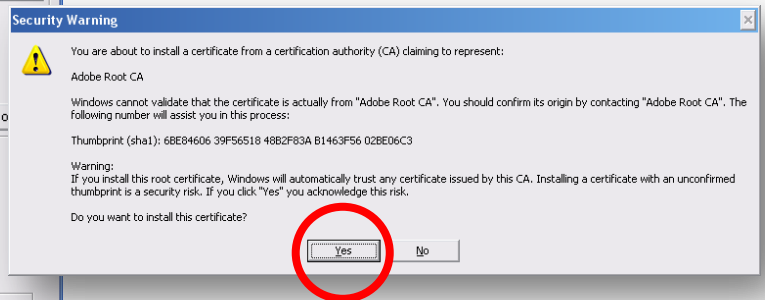 Security Warning
You are about to install a certificate from a certification authority (CA) claiming to represent:
Adobe Root CA
Windows cannot validate that the certificate is actually from "Adobe Root CA". You should confirm its origin by contacting "Adobe Root CA". The
following number will assist you in this process:
Thumbprint (sha1): 6BE84606 39F56518 48B2F83A B1463F56 02BE06C3
Warning:
If you install this root certificate, Windows will automatically trust any certificate issued by this CA. Installing a certificate with an unconfirmed
thumbprint is a security risk. If you click "Yes" you acknowledge this risk.
Do you want to install this certificate?
Yes No